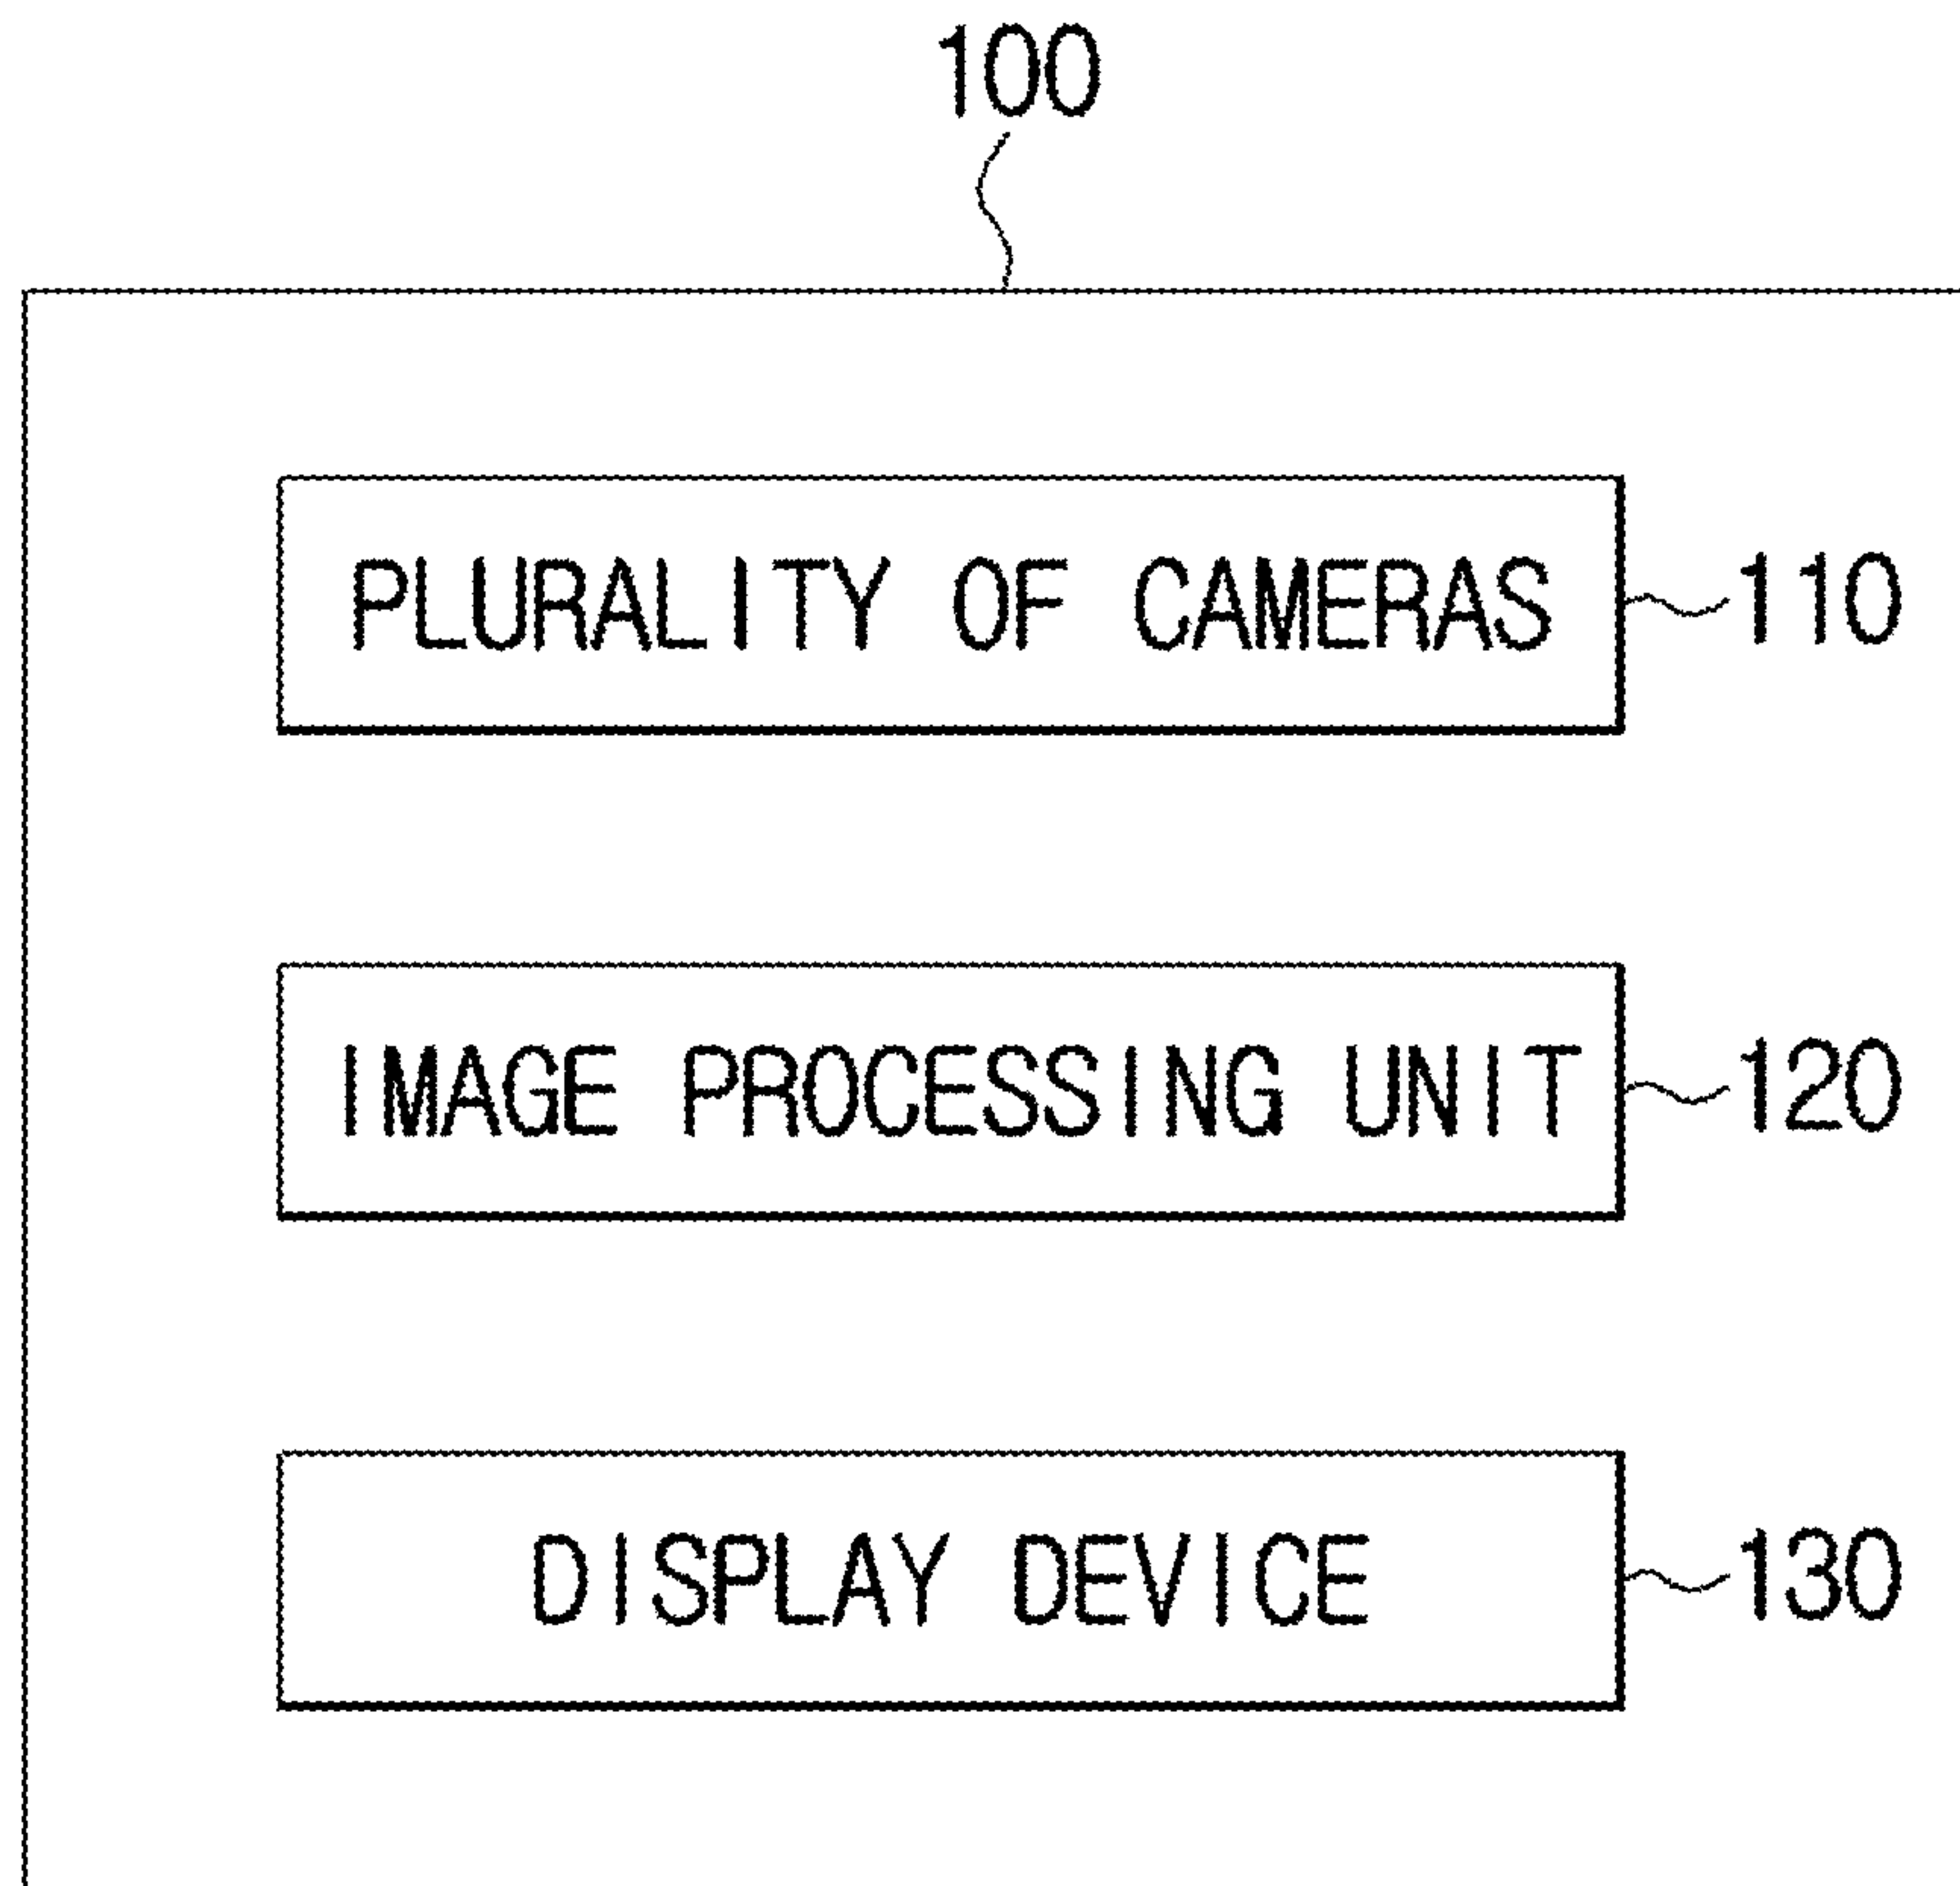 100
PLURALITY OF CAMERAS 110
IMAGE PROCESSING UNIT 120
DISPLAY DEVICE 130